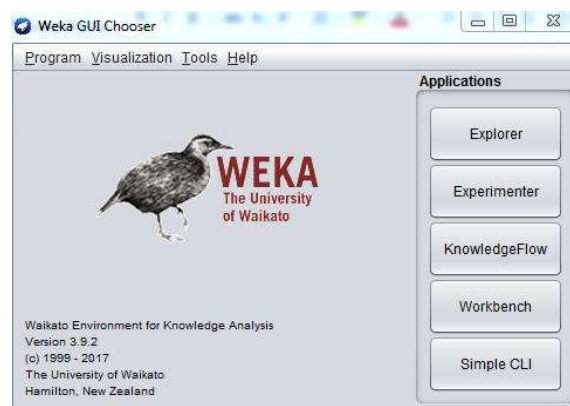 Weka GUI Chooser
Program Visualization Tools Help
Applications
Explorer
Experimenter
KnowledgeFlow
Workbench
Simple CLI
WEKA
The University
of Waikato
Waikato Environment for Knowledge Analysis
Version 3.9.2
(c) 1999 - 2017
The University of Waikato
Hamilton, New Zealand